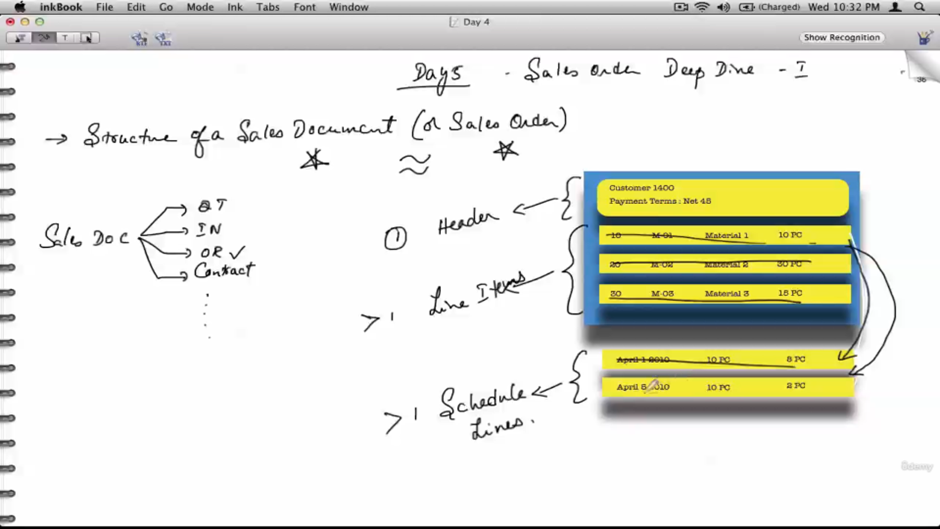 inkBook File Edit Go Mode Ink Tabs Font Window (Charged) Wed 10:32 PM
Day 4
T Show Recognition
Day 5 - Sales Order Deep Dive - I
36
→ Structure of a Sales Document (or Sales Order)
≈
Sales Doc
QT
IN
OR ✓
Contract
① Header
> 1 Line Items
> 1 Schedule
Lines.
Customer 1400
Payment Terms : Net 45
10 M-01 Material 1 10 PC
20 M-02 Material 2 30 PC
30 M-03 Material 3 15 PC
April 1 2010 10 PC 8 PC
April 5 2010 10 PC 2 PC
Udemy